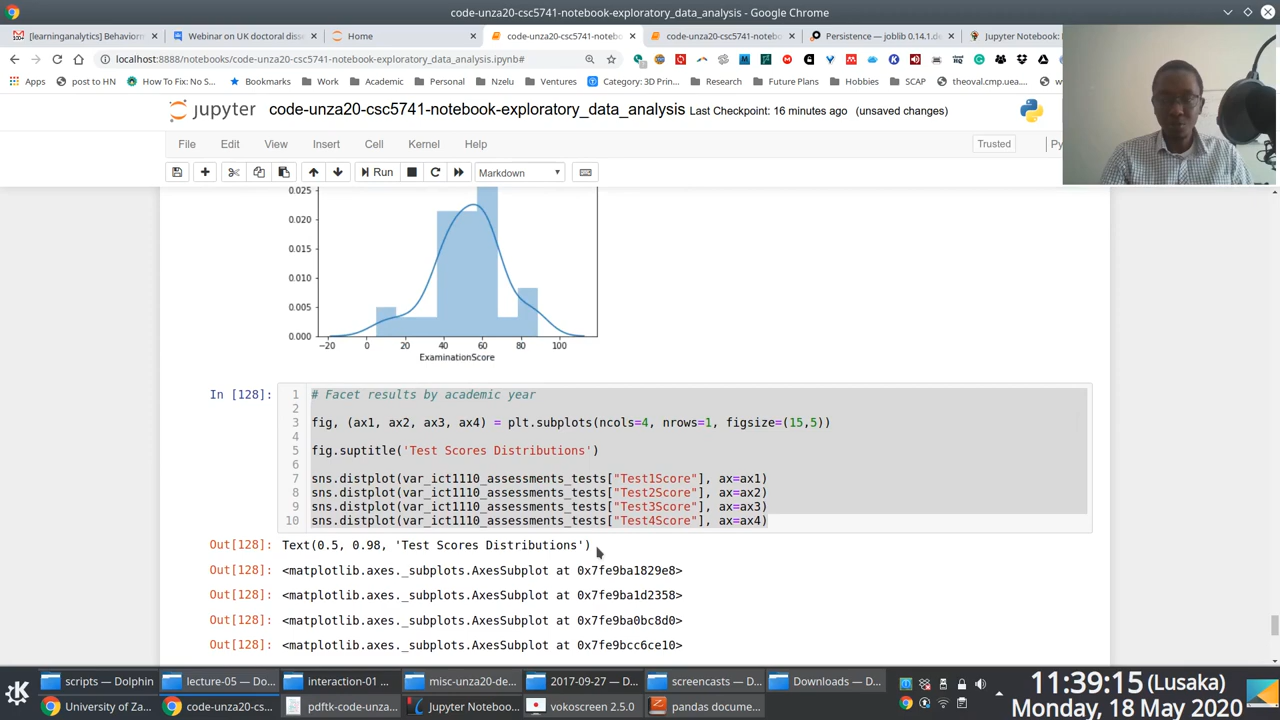 code-unza20-csc5741-notebook-exploratory_data_analysis - Google Chrome
[learninganalytics] Behavior
Webinar on UK doctoral disse
Home
code-unza20-csc5741-notebo
code-unza20-csc5741-notebo
Persistence — joblib 0.14.1.de
Jupyter Notebook:
localhost:8888/notebooks/code-unza20-csc5741-notebook-exploratory_data_analysis.ipynb#
Apps post to HN How To Fix: No S... Bookmarks Work Academic Personal Nzelu Ventures Category: 3D Prin... Research Future Plans Hobbies SCAP theoval.cmp.uea... w
jupyter code-unza20-csc5741-notebook-exploratory_data_analysis Last Checkpoint: 16 minutes ago (unsaved changes)
File Edit View Insert Cell Kernel Help Trusted Py
Run Markdown
0.025
0.020
0.015
0.010
0.005
0.000
−20 0 20 40 60 80 100
ExaminationScore
In [128]:
1 # Facet results by academic year
2
3 fig, (ax1, ax2, ax3, ax4) = plt.subplots(ncols=4, nrows=1, figsize=(15,5))
4
5 fig.suptitle('Test Scores Distributions')
6
7 sns.distplot(var_ict1110_assessments_tests["Test1Score"], ax=ax1)
8 sns.distplot(var_ict1110_assessments_tests["Test2Score"], ax=ax2)
9 sns.distplot(var_ict1110_assessments_tests["Test3Score"], ax=ax3)
10 sns.distplot(var_ict1110_assessments_tests["Test4Score"], ax=ax4)
Out[128]: Text(0.5, 0.98, 'Test Scores Distributions')
Out[128]: <matplotlib.axes._subplots.AxesSubplot at 0x7fe9ba1829e8>
Out[128]: <matplotlib.axes._subplots.AxesSubplot at 0x7fe9ba1d2358>
Out[128]: <matplotlib.axes._subplots.AxesSubplot at 0x7fe9ba0bc8d0>
Out[128]: <matplotlib.axes._subplots.AxesSubplot at 0x7fe9bcc6ce10>
scripts — Dolphin lecture-05 — Do... interaction-01 ... misc-unza20-de... 2017-09-27 — D... screencasts — D... Downloads — D...
University of Za... code-unza20-cs... pdftk-code-unza... Jupyter Noteboo... vokoscreen 2.5.0 pandas docume...
11:39:15 (Lusaka)
Monday, 18 May 2020